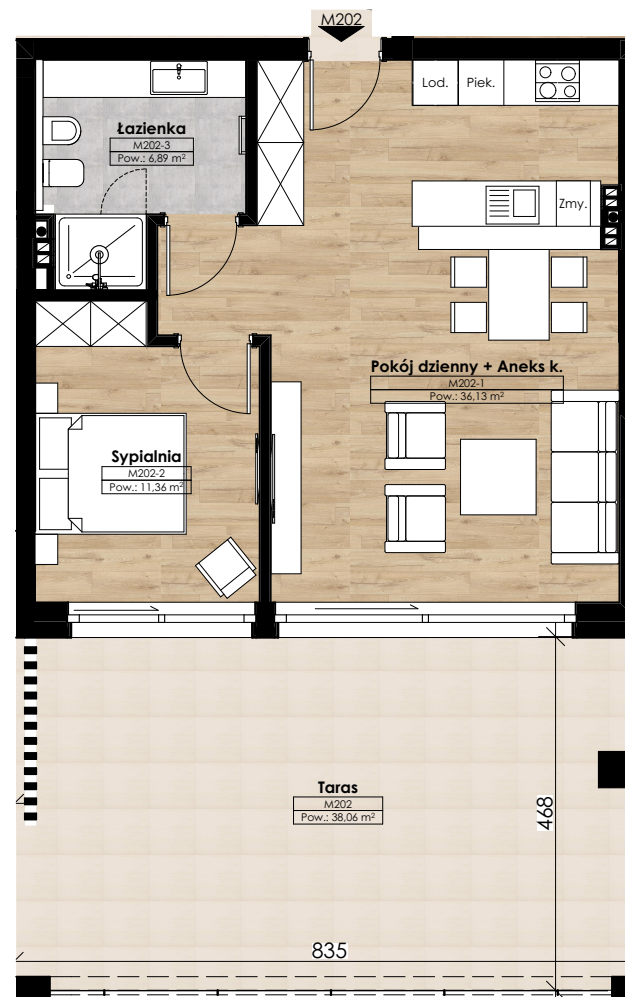 M202
Lod.
Piek.
Łazienka
M202-3
Pow.: 6,89 m²
Zmy.
Pokój dzienny + Aneks k.
M202-1
Pow.: 36,13 m²
Sypialnia
M202-2
Pow.: 11,36 m²
Taras
M202
Pow.: 38,06 m²
468
835